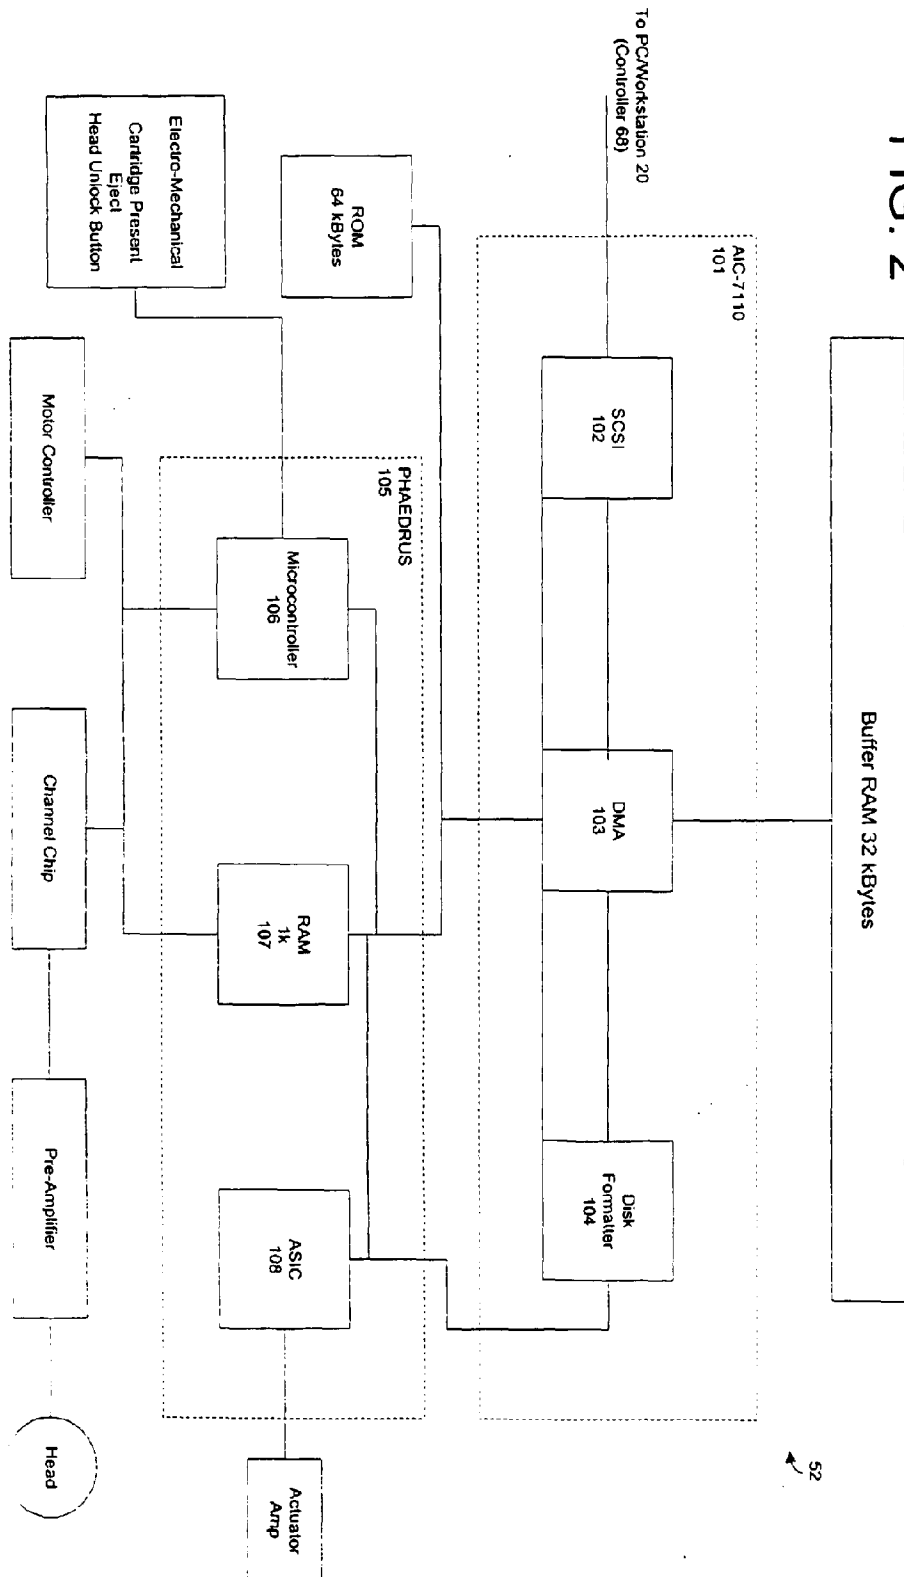 FIG. 2
52
Buffer RAM 32 kBytes
To PC/Workstation 20
(Controller 68)
AIC-7110
101
SCSI
102
DMA
103
Disk
Formatter
104
ROM
64 kBytes
PHAEDRUS
105
Microcontroller
106
RAM
1k
107
ASIC
108
Actuator
Amp
Electro-Mechanical
Cartridge Present
Eject
Head Unlock Button
Motor Controller
Channel Chip
Pre-Amplifier
Head